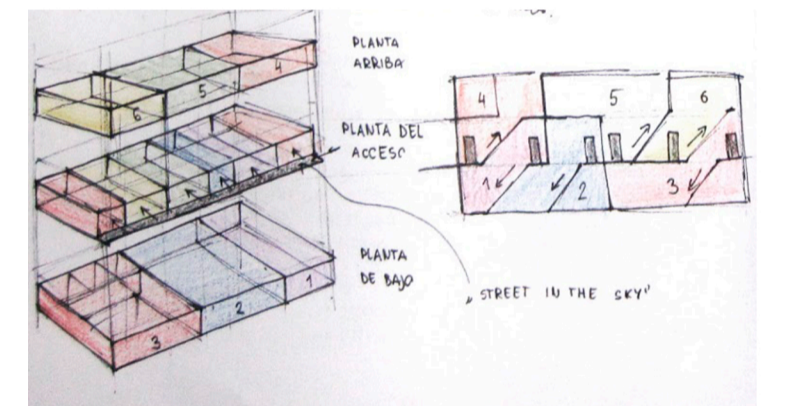 PLANTA
ARRIBA
6
5
4
PLANTA DEL
ACCESO
PLANTA
DE BAJO
3
2
1
„STREET IN THE SKY"
4
5
6
1
2
3